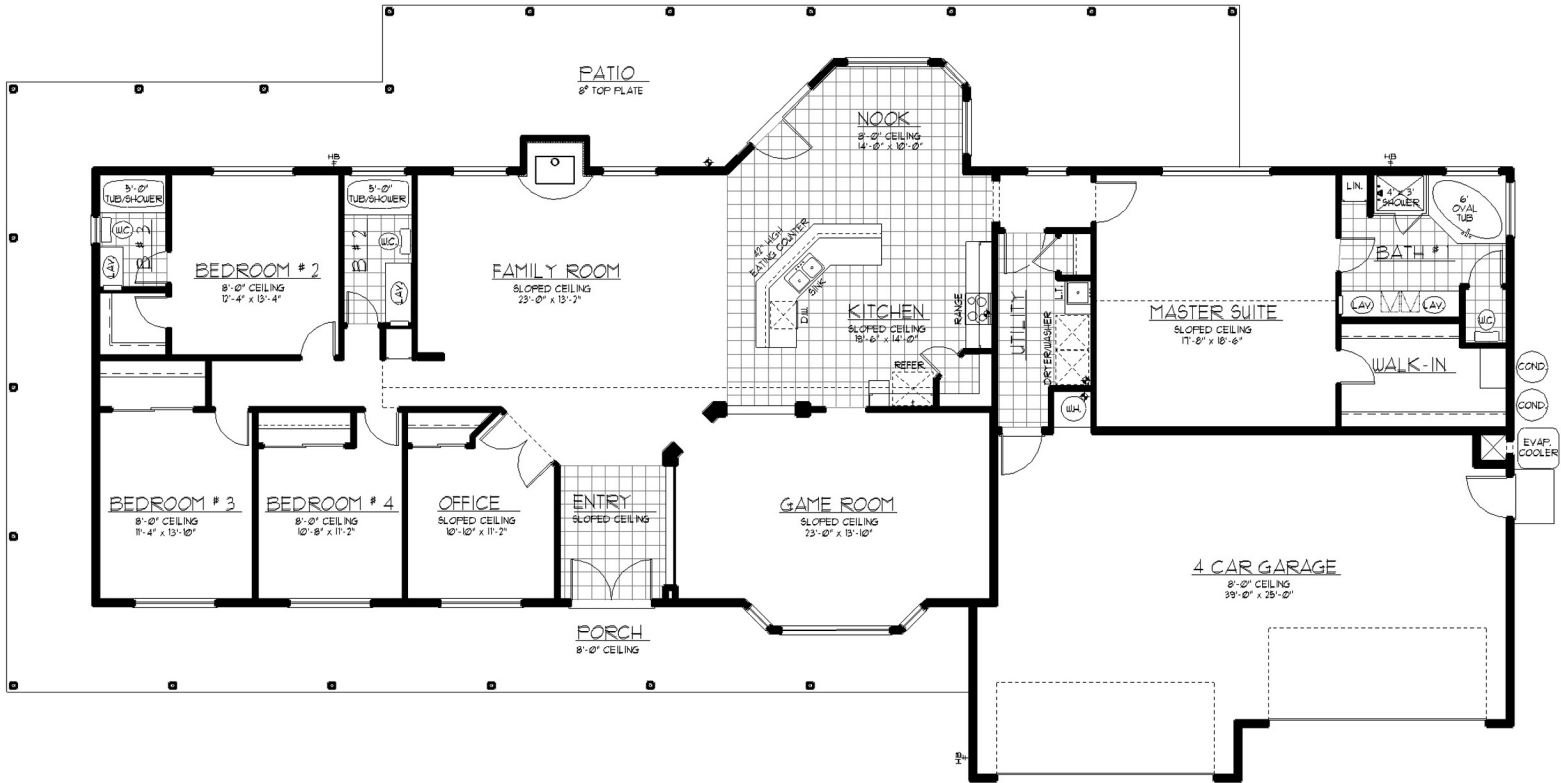 PATIO
8⁰ TOP PLATE
NOOK
8'-0" CEILING
14'-0" x 10'-0"
HB
HB
5'-0"
TUB/SHOWER
W.C.
LAV.
B # 3
BEDROOM # 2
8'-0" CEILING
12'-4" x 13'-4"
5'-0"
TUB/SHOWER
W.C.
B # 2
LAV.
FAMILY ROOM
SLOPED CEILING
23'-0" x 13'-2"
42" HIGH
EATING COUNTER
SINK
D.W.
KITCHEN
SLOPED CEILING
18'-6" x 14'-0"
RANGE
REFER.
UTILITY
L.T.
DRYER/WASHER
W.H.
MASTER SUITE
SLOPED CEILING
17'-8" x 18'-6"
LIN.
4' x 3'
SHOWER
6'
OVAL
TUB
BATH # 1
LAV.
LAV.
W.C.
WALK-IN
COND.
COND.
EVAP.
COOLER
BEDROOM # 3
8'-0" CEILING
11'-4" x 13'-10"
BEDROOM # 4
8'-0" CEILING
10'-8" x 11'-2"
OFFICE
SLOPED CEILING
10'-10" x 11'-2"
ENTRY
SLOPED CEILING
GAME ROOM
SLOPED CEILING
23'-0" x 13'-10"
4 CAR GARAGE
8'-0" CEILING
39'-0" x 25'-0"
PORCH
8'-0" CEILING
HB